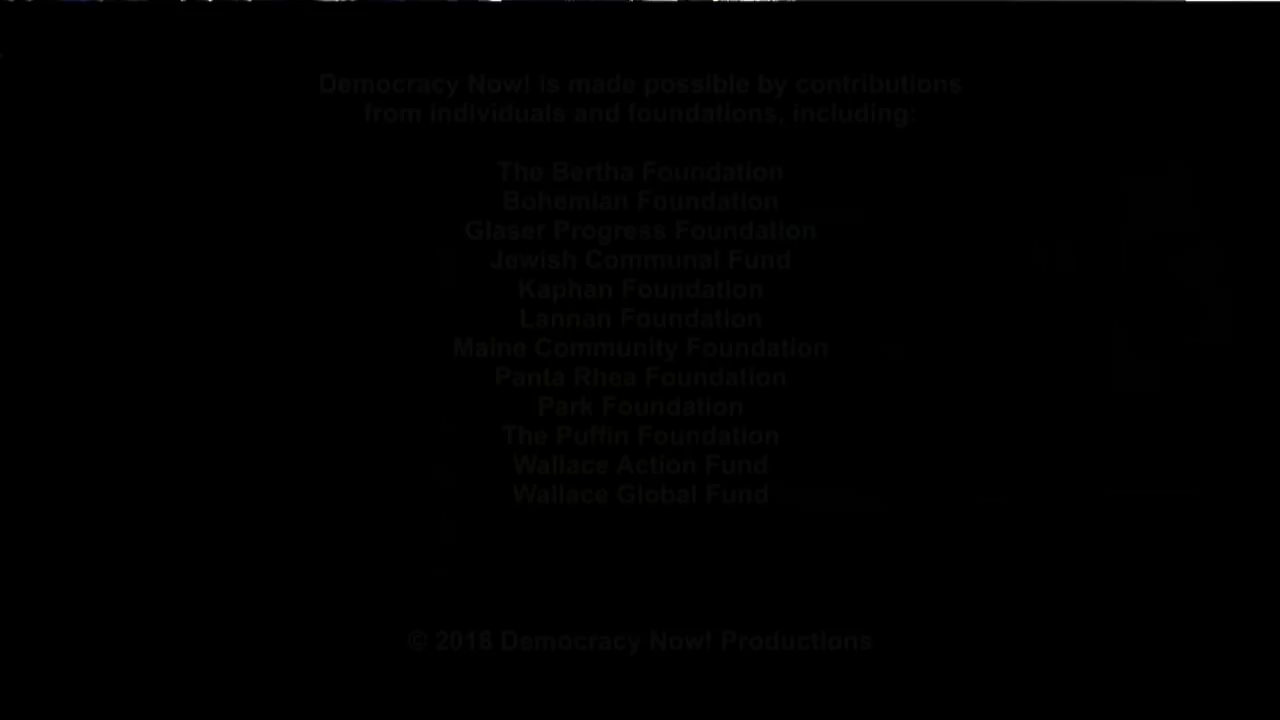 Democracy Now! is made possible by contributions
from individuals and foundations, including:
The Bertha Foundation
Bohemian Foundation
Glaser Progress Foundation
Jewish Communal Fund
Kaphan Foundation
Lannan Foundation
Maine Community Foundation
Panta Rhea Foundation
Park Foundation
The Puffin Foundation
Wallace Action Fund
Wallace Global Fund
© 2018 Democracy Now! Productions